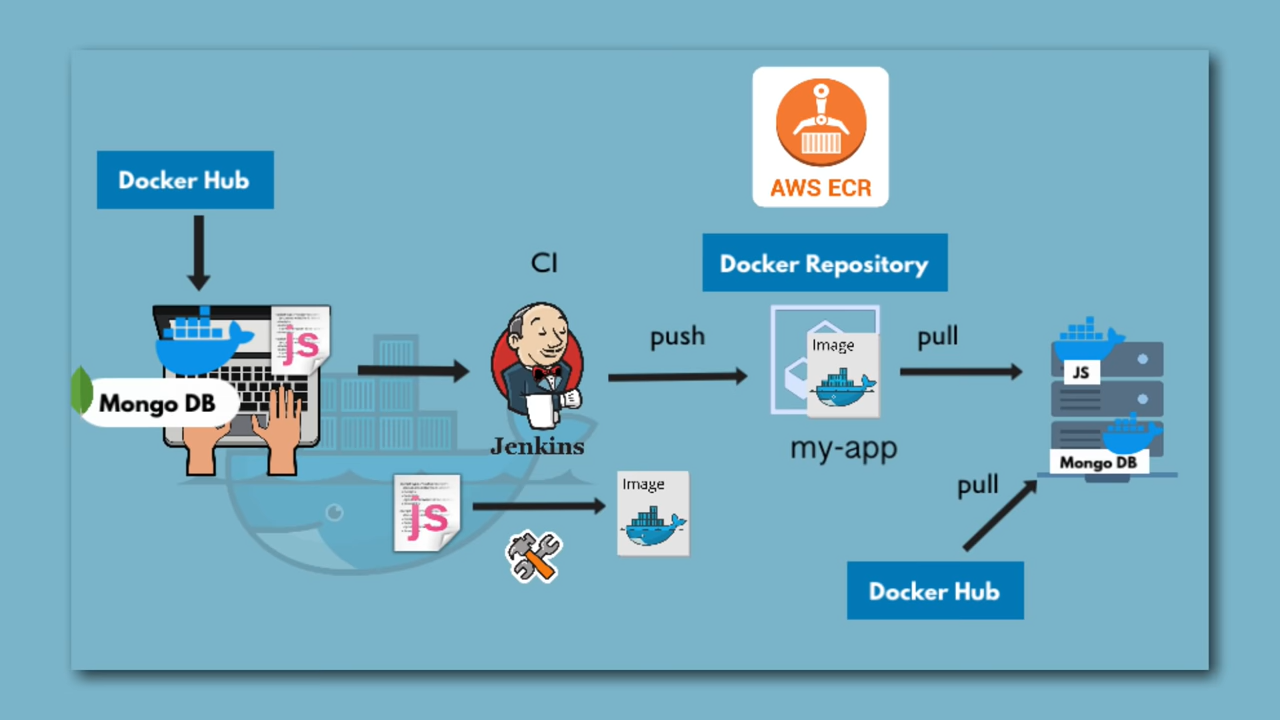 AWS ECR
Docker Hub
Docker Repository
CI
js
Mongo DB
Jenkins
push
Image
my-app
pull
JS
Mongo DB
pull
js
Image
Docker Hub